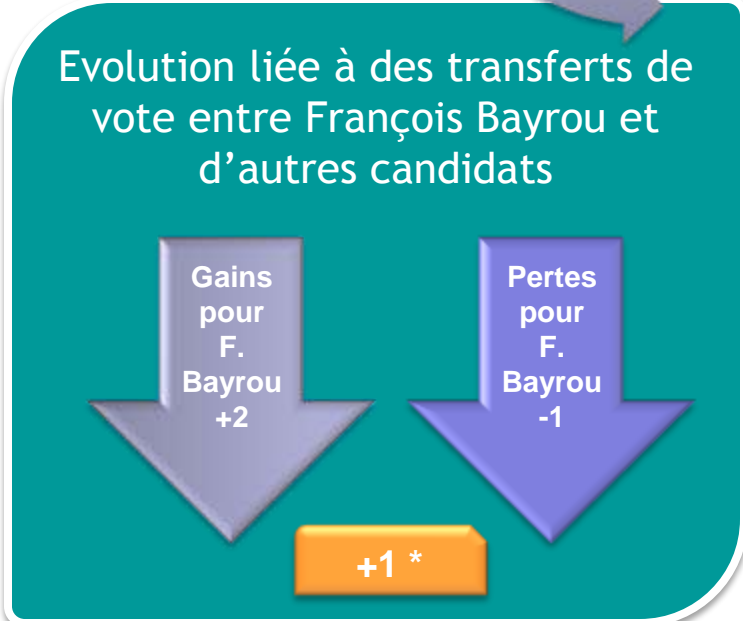 Evolution liée à des transferts de
vote entre François Bayrou et
d’autres candidats
Gains
pour
F.
Bayrou
+2
Pertes
pour
F.
Bayrou
-1
+1 *